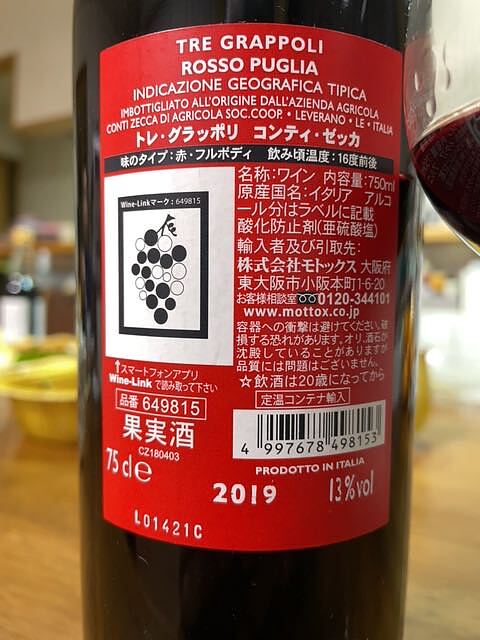 TRE GRAPPOLI
ROSSO PUGLIA
INDICAZIONE GEOGRAFICA TIPICA
IMBOTTIGLIATO ALL'ORIGINE DALL'AZIENDA AGRICOLA
CONTI ZECCA DI AGRICOLA SOC.COOP. • LEVERANO • LE • ITALIA
トレ・グラッポリ コンティ・ゼッカ
味のタイプ:赤・フルボディ 飲み頃温度:16度前後
Wine-Linkマーク:649815
名称:ワイン 内容量:750ml
原産国名:イタリア アルコ
ール分はラベルに記載
酸化防止剤(亜硫酸塩)
輸入者及び引取先:
株式会社モトックス 大阪府
東大阪市小阪本町1-6-20
お客様相談室 0120-344101
www.mottox.co.jp
容器への衝撃は避けてください。破
損する恐れがあります。オリ、酒石が
沈殿していることがありますが
品質には問題はございません。
☆飲酒は20歳になってから
定温コンテナ輸入
↑スマートフォンアプリ
Wine-Linkで読み取って下さい
品番 649815
果実酒
CZ180403
75 cl e
4 997678 498153
PRODOTTO IN ITALIA
2019
13%vol
L01421C